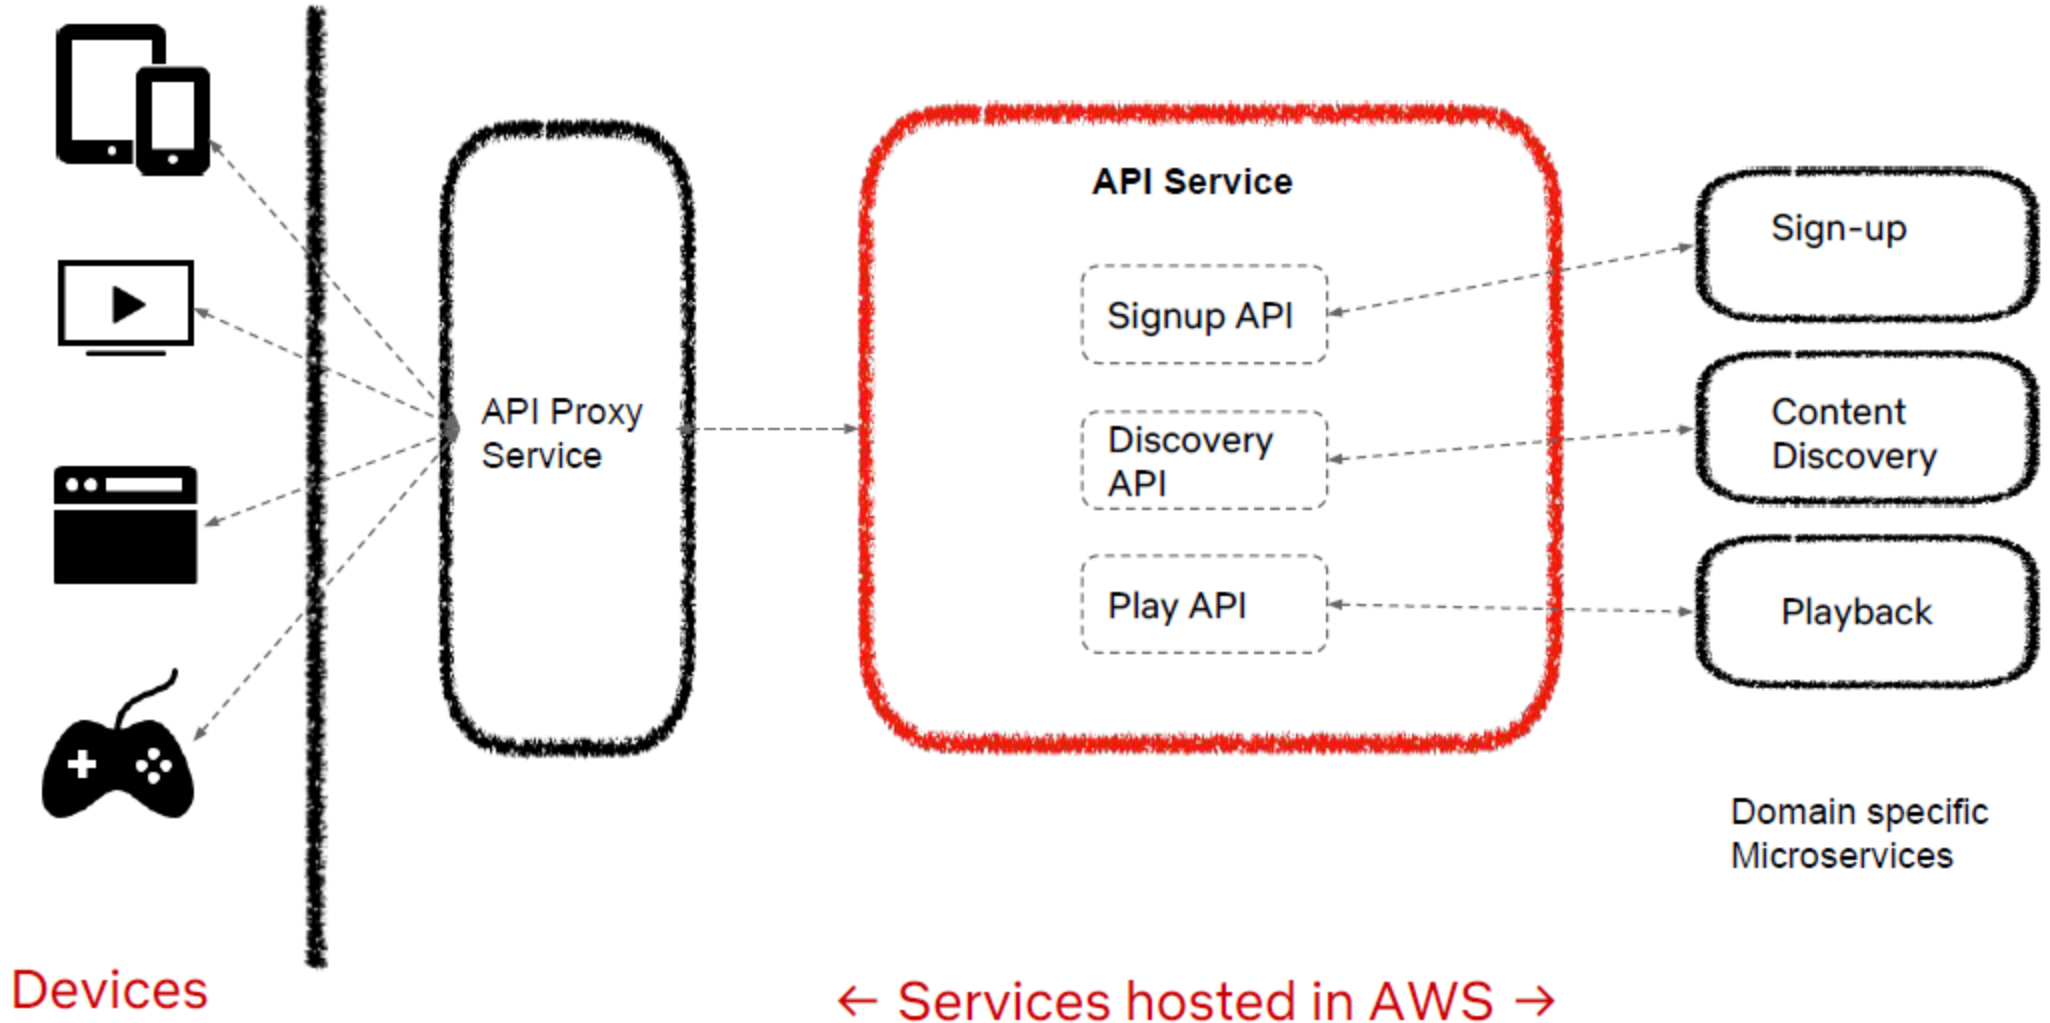 API Service
Sign-up
Signup API
API Proxy
Service
Discovery
API
Content
Discovery
Play API
Playback
Domain specific
Microservices
Devices
← Services hosted in AWS →